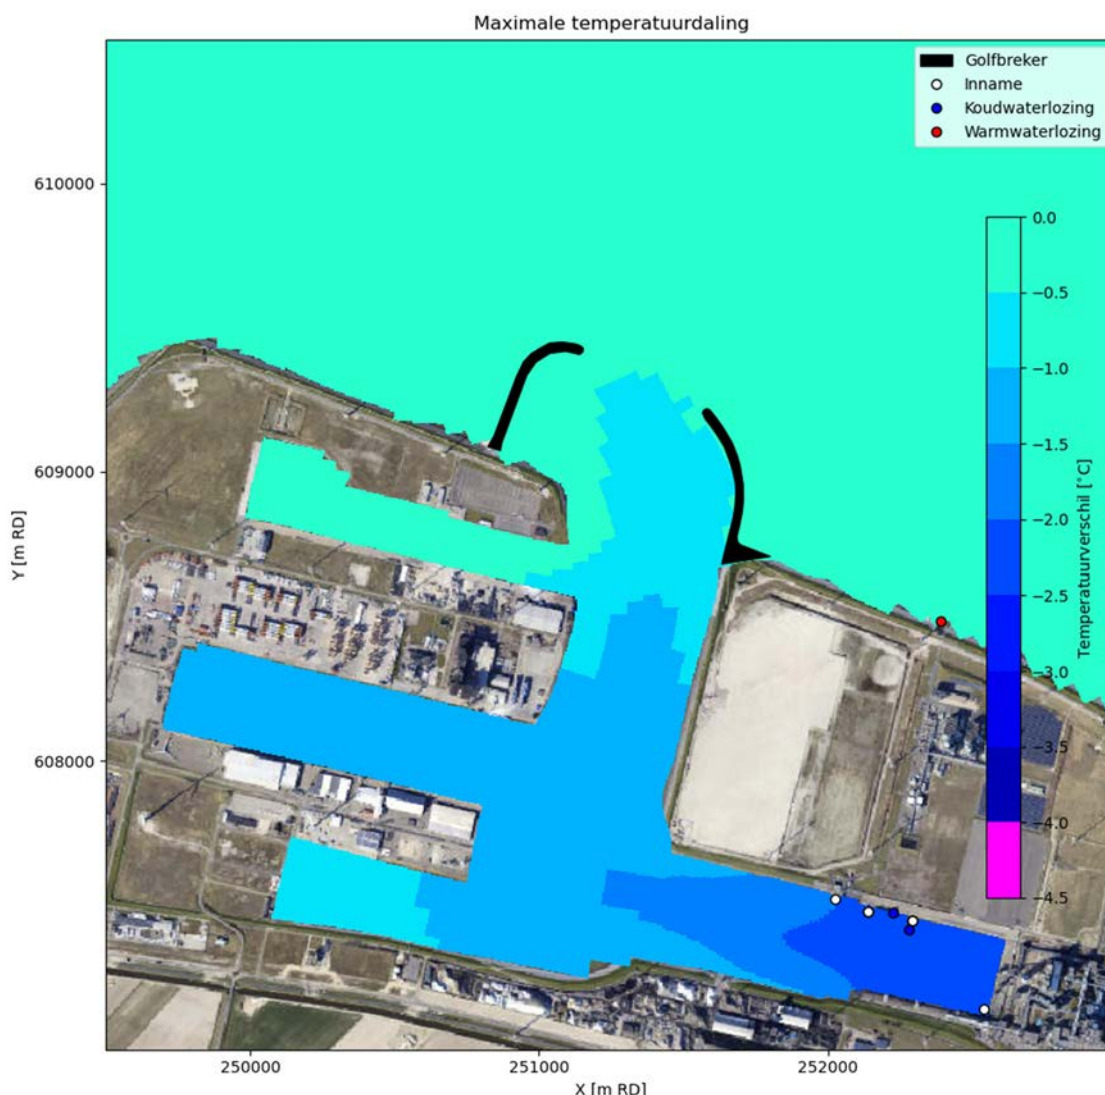 Maximale temperatuurdaling
Golfbreker
Inname
Koudwaterlozing
Warmwaterlozing
610000
609000
608000
Y [m RD]
0.0
−0.5
−1.0
−1.5
−2.0
−2.5
−3.0
−3.5
−4.0
−4.5
Temperatuurverschil [°C]
250000
251000
252000
X [m RD]